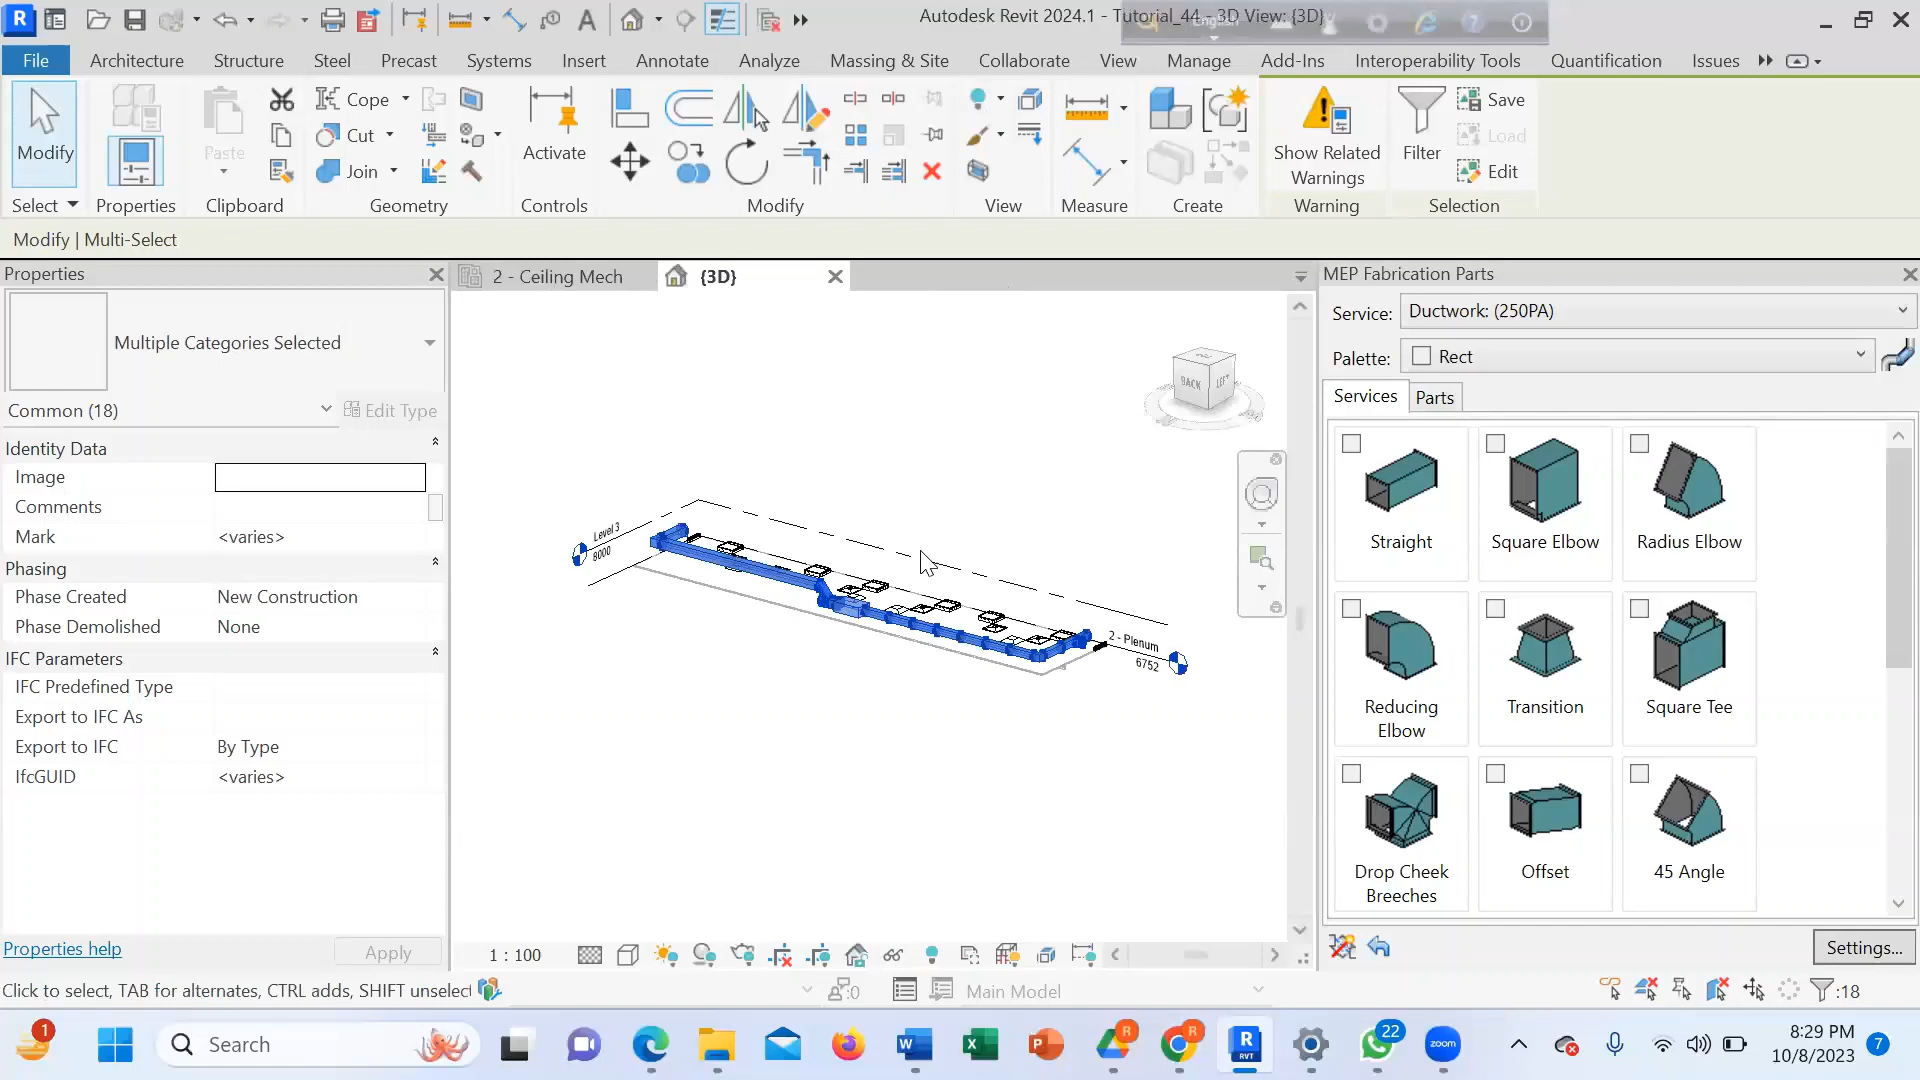 Autodesk Revit 2024.1 - Tutorial_44 - 3D View: {3D}
File Architecture Structure Steel Precast Systems Insert Annotate Analyze Massing & Site Collaborate View Manage Add-Ins Interoperability Tools Quantification Issues
Modify
Paste
Cope
Cut
Join
Activate
Show Related Warnings
Filter
Save
Load
Edit
Select Properties Clipboard Geometry Controls Modify View Measure Create Warning Selection
Modify | Multi-Select
Properties
2 - Ceiling Mech
{3D}
MEP Fabrication Parts
Multiple Categories Selected
Service: Ductwork: (250PA)
Palette: Rect
Services Parts
Common (18) Edit Type
Identity Data
Image
Comments
Mark <varies>
Phasing
Phase Created New Construction
Phase Demolished None
IFC Parameters
IFC Predefined Type
Export to IFC As
Export to IFC By Type
IfcGUID <varies>
BACK LEFT
Level 3
8000
2 - Plenum
6752
Straight Square Elbow Radius Elbow
Reducing Elbow Transition Square Tee
Drop Cheek Breeches Offset 45 Angle
Properties help Apply
1 : 100
Settings...
Click to select, TAB for alternates, CTRL adds, SHIFT unselect
:0
Main Model
:18
1
Search
R
R
R
RVT
22
zoom
8:29 PM
10/8/2023
7